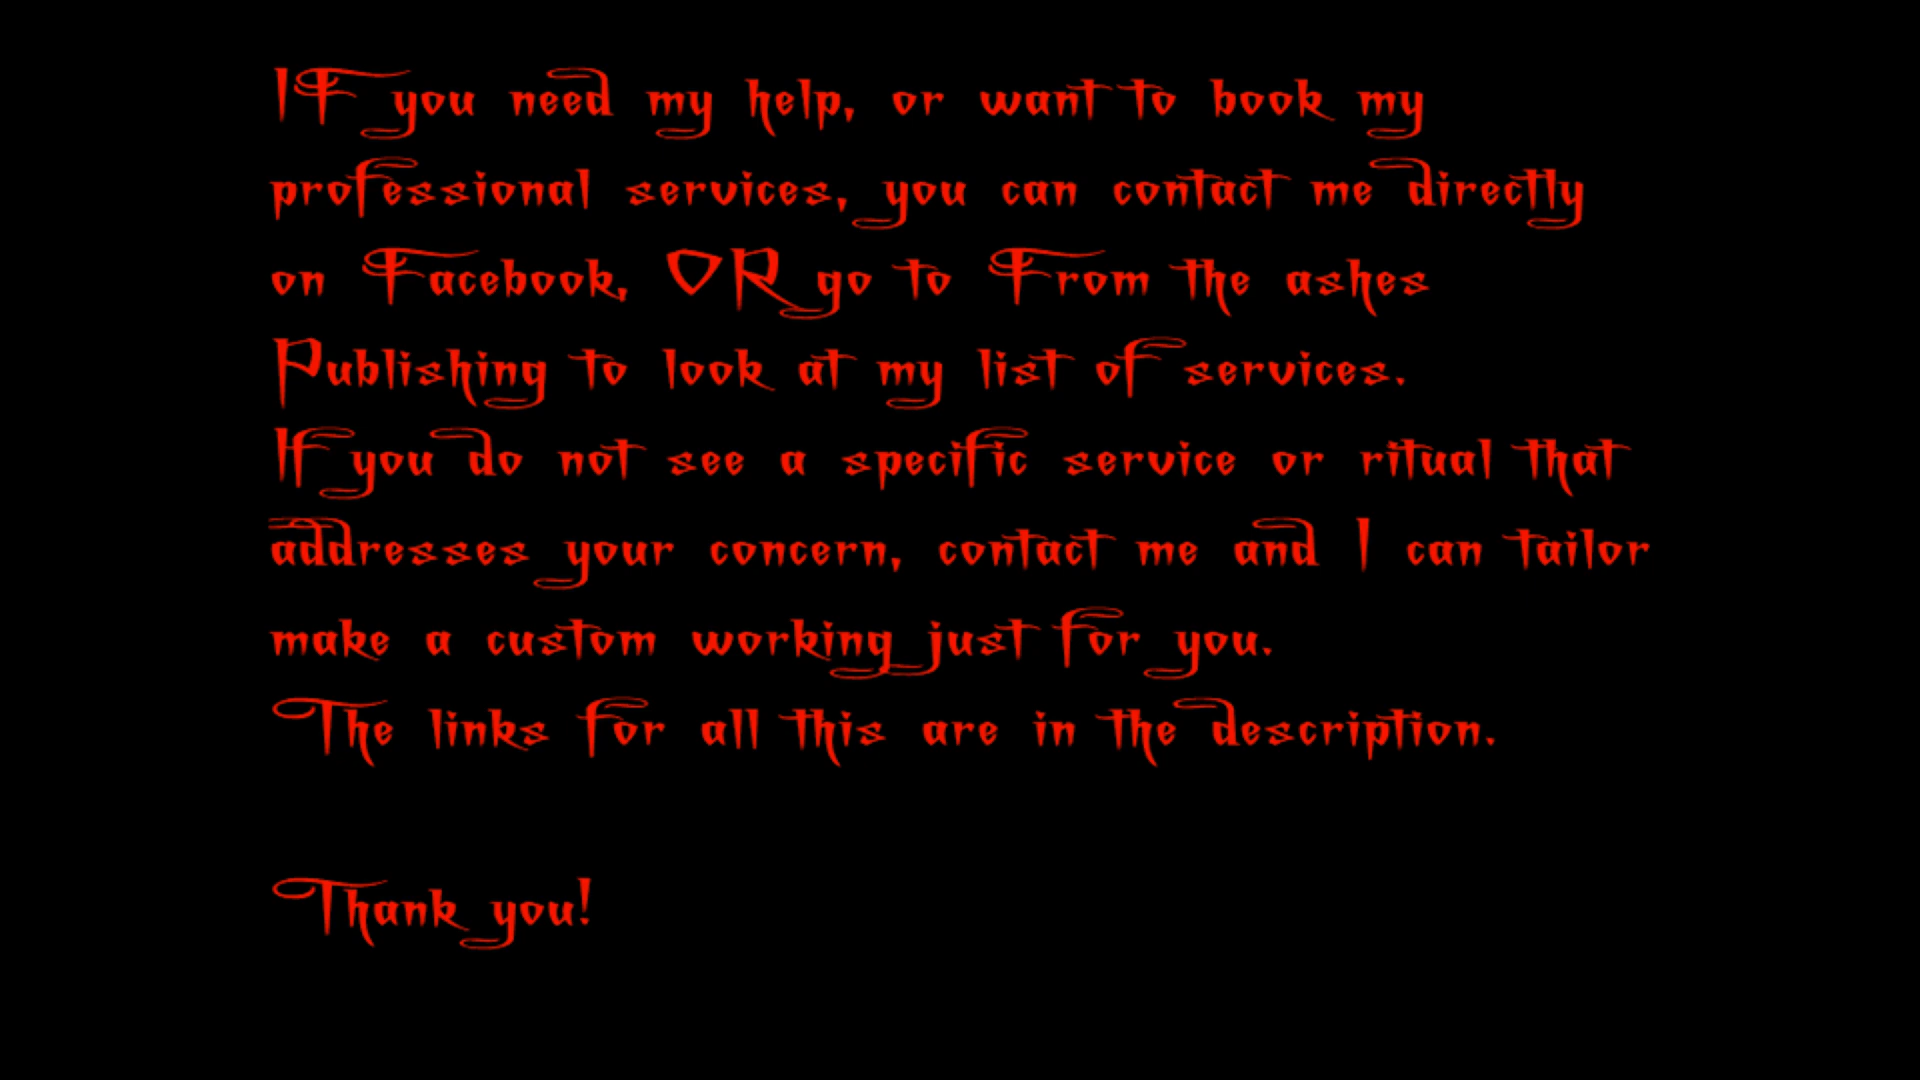 IF you need my help, or want to book my
professional services, you can contact me directly
on Facebook, OR go to From the ashes
Publishing to look at my list of services.
If you do not see a specific service or ritual that
addresses your concern, contact me and I can tailor
make a custom working just for you.
The links for all this are in the description.
Thank you!